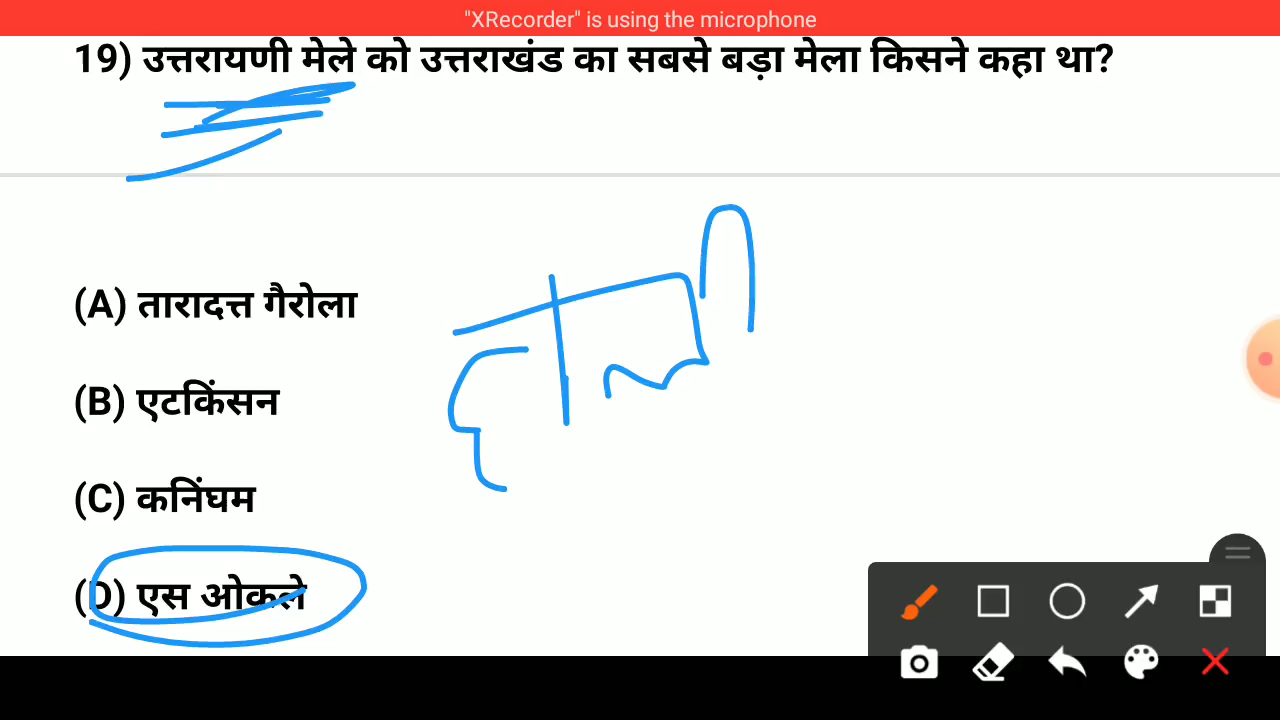 "XRecorder" is using the microphone
19) उत्तरायणी मेले को उत्तराखंड का सबसे बड़ा मेला किसने कहा था?
(A) तारादत्त गैरोला
(B) एटकिंसन
(C) कनिंघम
(D) एस ओकले